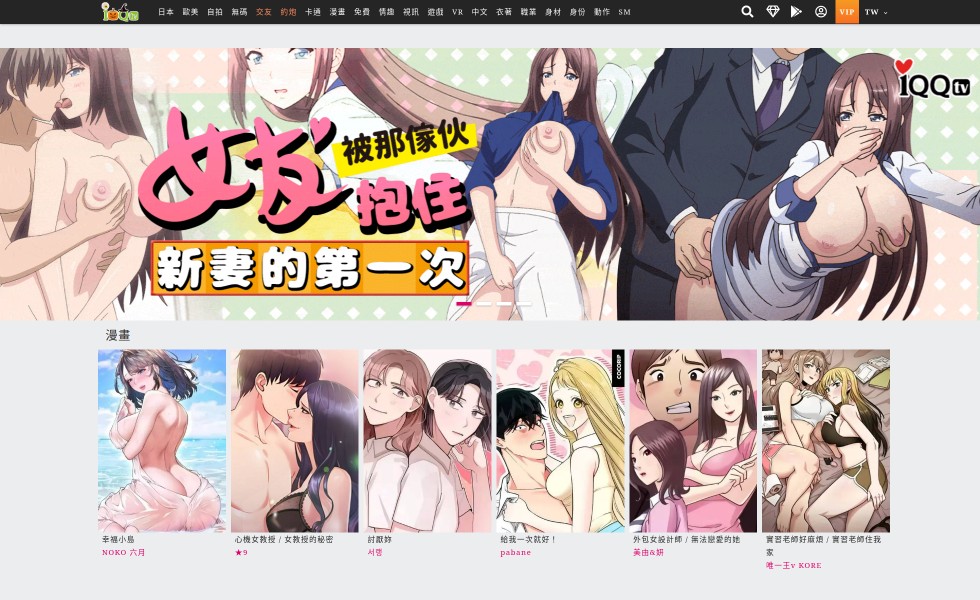 1QQtv
日本 歐美 自拍 無碼 交友 約炮 卡通 漫畫 免費 情趣 視訊 遊戲 VR 中文 衣著 職業 身材 身份 動作 SM
VIP
TW
1QQ tv
女友
被那傢伙
抱住
新妻的第一次
漫畫
COCORIP
幸福小島
NOKO 六月
心機女教授 / 女教授的秘密
★9
討厭妳
서령
給我一次就好！
pabane
外包女設計師 / 無法戀愛的她
美由&妍
實習老師好麻煩 / 實習老師住我
家
唯一王v KORE